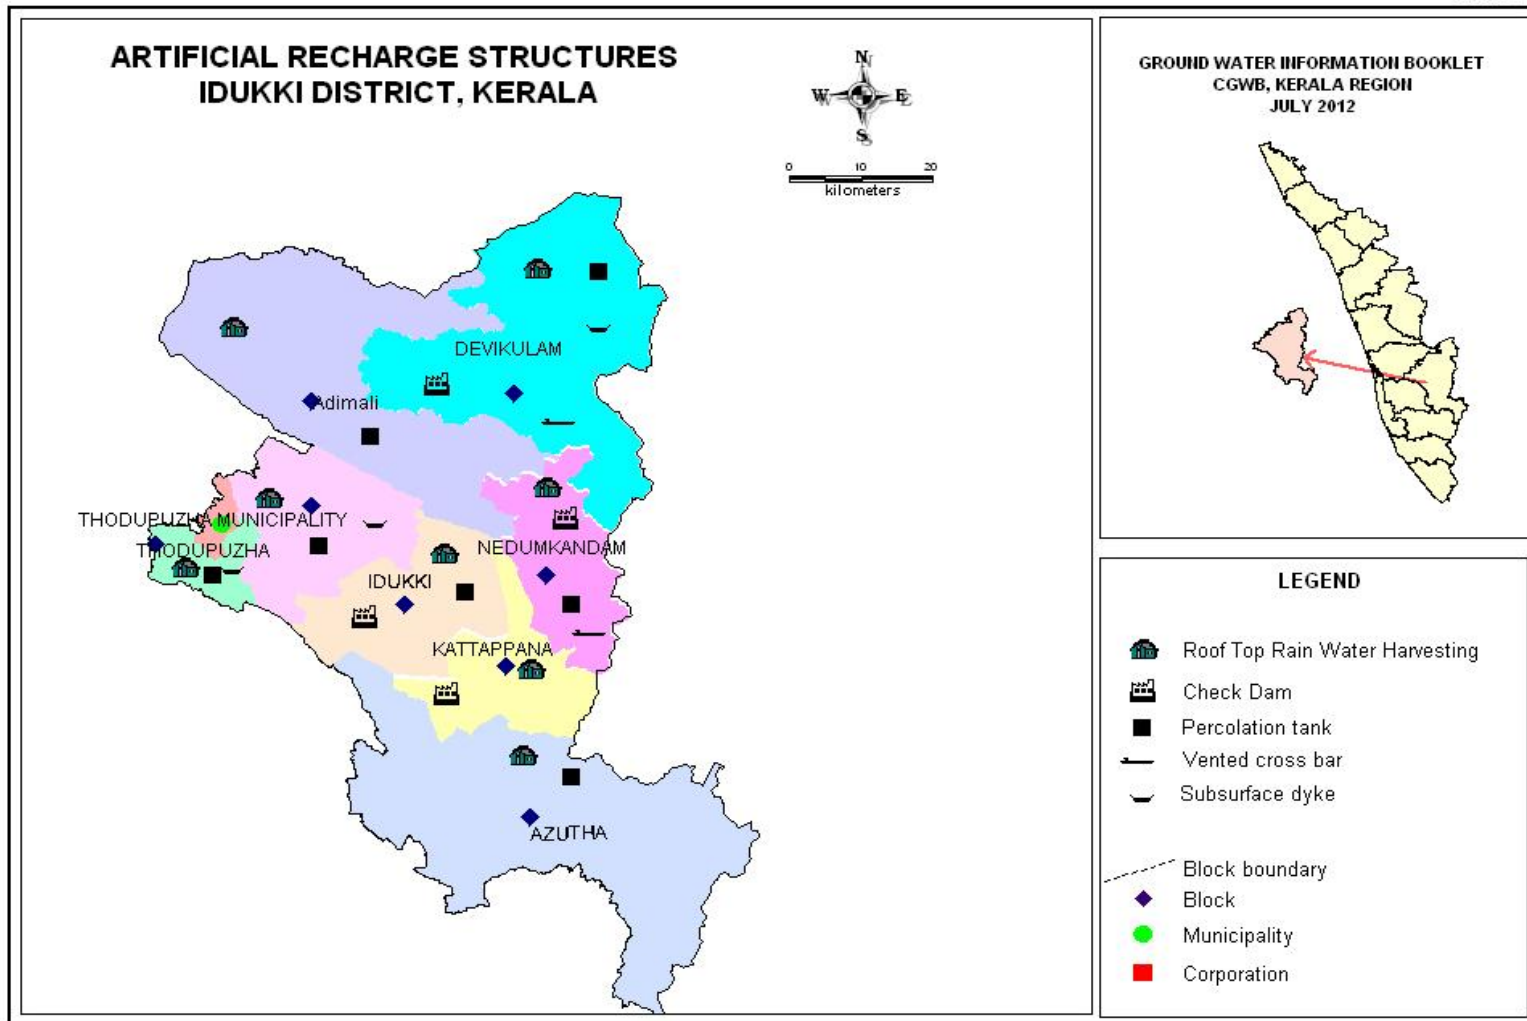 ARTIFICIAL RECHARGE STRUCTURES
IDUKKI DISTRICT, KERALA
N
W E
S
0 10 20
kilometers
DEVIKULAM
Adimali
THODUPUZHA MUNICIPALITY
THODUPUZHA
NEDUMKANDAM
IDUKKI
KATTAPPANA
AZUTHA
GROUND WATER INFORMATION BOOKLET
CGWB, KERALA REGION
JULY 2012
LEGEND
Roof Top Rain Water Harvesting
Check Dam
Percolation tank
Vented cross bar
Subsurface dyke
Block boundary
Block
Municipality
Corporation